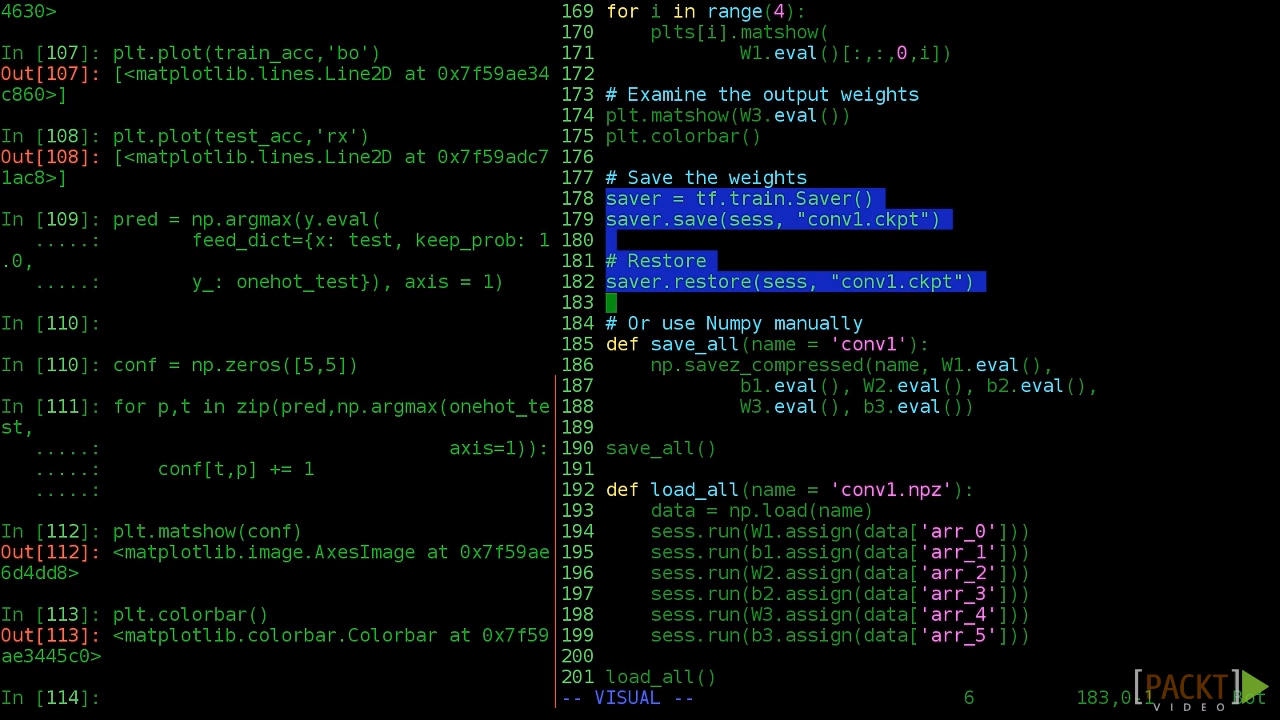 4630>
In [107]: plt.plot(train_acc,'bo')
Out[107]: [<matplotlib.lines.Line2D at 0x7f59ae34
c860>]
In [108]: plt.plot(test_acc,'rx')
Out[108]: [<matplotlib.lines.Line2D at 0x7f59adc7
1ac8>]
In [109]: pred = np.argmax(y.eval(
   .....:         feed_dict={x: test, keep_prob: 1
.0,
   .....:         y_: onehot_test}), axis = 1)
In [110]:
In [110]: conf = np.zeros([5,5])
In [111]: for p,t in zip(pred,np.argmax(onehot_te
st,
   .....:                                axis=1)):
   .....:     conf[t,p] += 1
   .....:
In [112]: plt.matshow(conf)
Out[112]: <matplotlib.image.AxesImage at 0x7f59ae
6d4dd8>
In [113]: plt.colorbar()
Out[113]: <matplotlib.colorbar.Colorbar at 0x7f59
ae3445c0>
In [114]:
169 for i in range(4):
170     plts[i].matshow(
171             W1.eval()[:,:,0,i])
172
173 # Examine the output weights
174 plt.matshow(W3.eval())
175 plt.colorbar()
176
177 # Save the weights
178 saver = tf.train.Saver()
179 saver.save(sess, "conv1.ckpt")
180
181 # Restore
182 saver.restore(sess, "conv1.ckpt")
183
184 # Or use Numpy manually
185 def save_all(name = 'conv1'):
186     np.savez_compressed(name, W1.eval(),
187             b1.eval(), W2.eval(), b2.eval(),
188             W3.eval(), b3.eval())
189
190 save_all()
191
192 def load_all(name = 'conv1.npz'):
193     data = np.load(name)
194     sess.run(W1.assign(data['arr_0']))
195     sess.run(b1.assign(data['arr_1']))
196     sess.run(W2.assign(data['arr_2']))
197     sess.run(b2.assign(data['arr_3']))
198     sess.run(W3.assign(data['arr_4']))
199     sess.run(b3.assign(data['arr_5']))
200
201 load_all()
-- VISUAL -- 6 183,0-1 Bot
[PACKT]
VIDEO